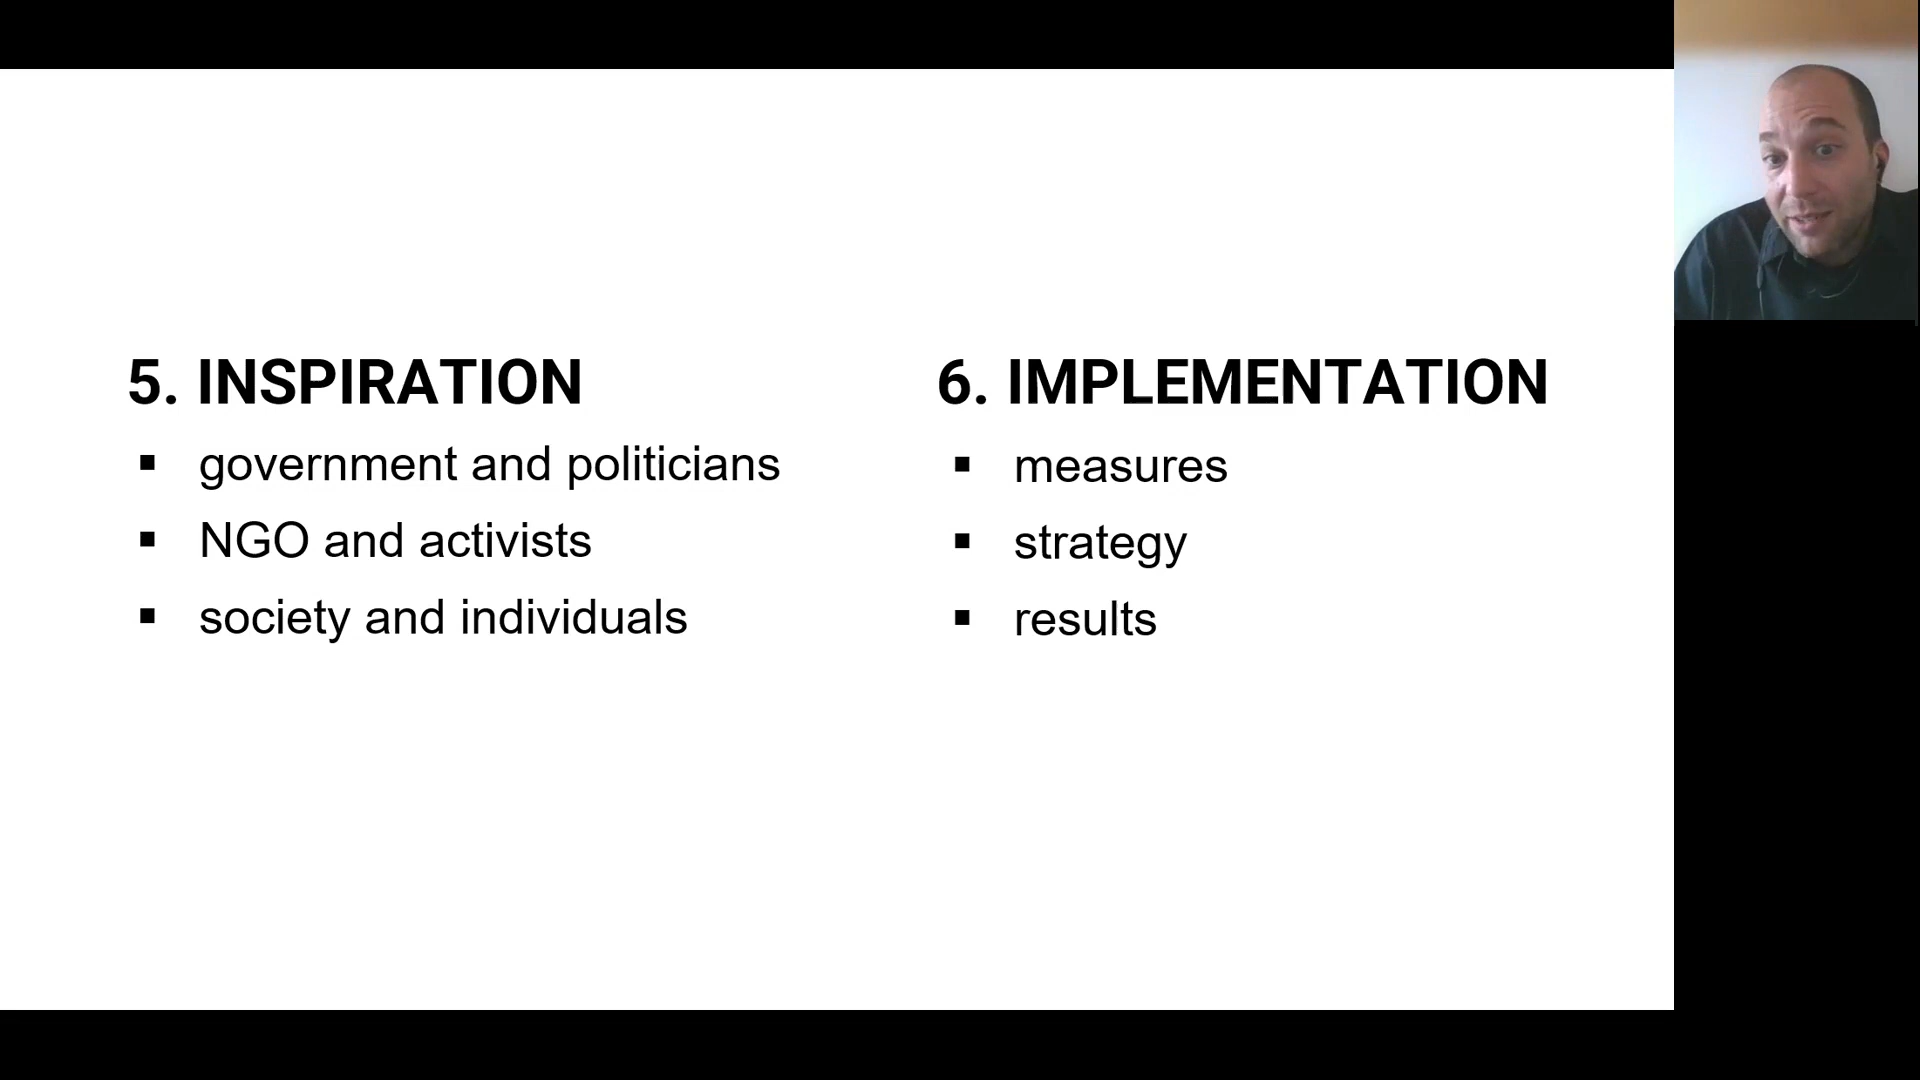 5. INSPIRATION
▪ government and politicians
▪ NGO and activists
▪ society and individuals
6. IMPLEMENTATION
▪ measures
▪ strategy
▪ results